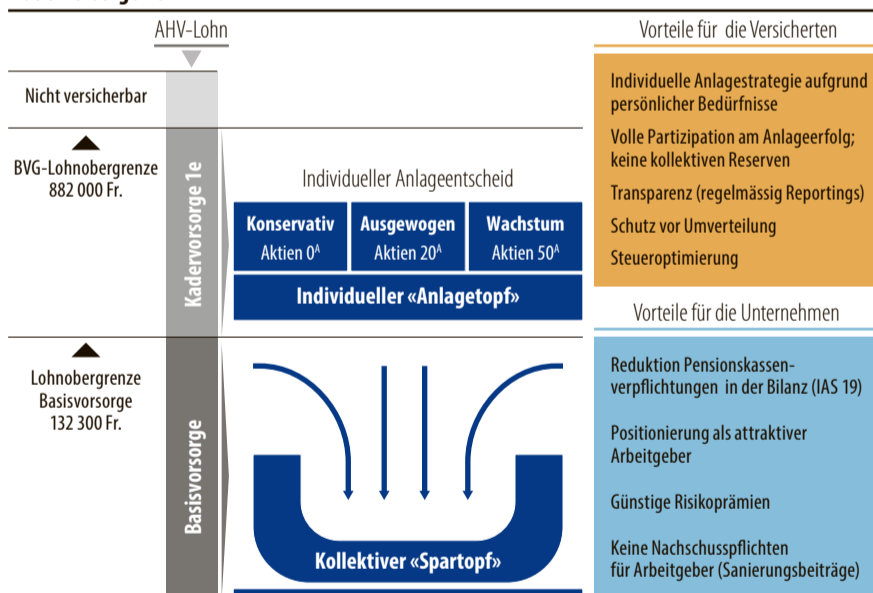 AHV–Lohn
Nicht versicherbar
BVG-Lohnobergrenze
882 000 Fr.
Kadervorsorge 1e
Individueller Anlageentscheid
Konservativ
Aktien 0ᴬ
Ausgewogen
Aktien 20ᴬ
Wachstum
Aktien 50ᴬ
Individueller «Anlagetopf»
Lohnobergrenze
Basisvorsorge
132 300 Fr.
Basisvorsorge
Kollektiver «Spartopf»
Vorteile für die Versicherten
Individuelle Anlagestrategie aufgrund
persönlicher Bedürfnisse
Volle Partizipation am Anlageerfolg;
keine kollektiven Reserven
Transparenz (regelmässig Reportings)
Schutz vor Umverteilung
Steueroptimierung
Vorteile für die Unternehmen
Reduktion Pensionskassen-
verpflichtungen in der Bilanz (IAS 19)
Positionierung als attraktiver
Arbeitgeber
Günstige Risikoprämien
Keine Nachschusspflichten
für Arbeitgeber (Sanierungsbeiträge)